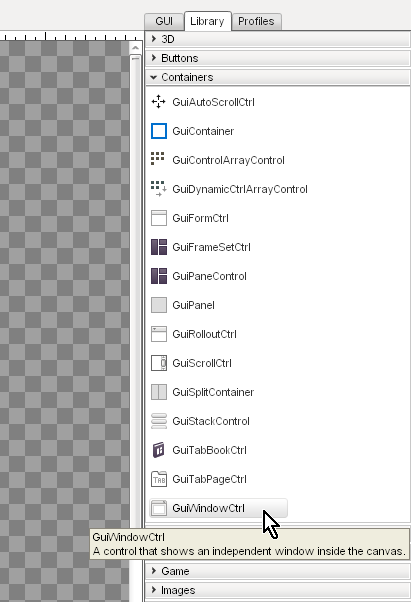 GUI Library Profiles
3D
Buttons
Containers
GuiAutoScrollCtrl
GuiContainer
GuiControlArrayControl
GuiDynamicCtrlArrayControl
GuiFormCtrl
GuiFrameSetCtrl
GuiPaneControl
GuiPanel
GuiRolloutCtrl
GuiScrollCtrl
GuiSplitContainer
GuiStackControl
GuiTabBookCtrl
TAB GuiTabPageCtrl
GuiWindowCtrl
GuiWindowCtrl
A control that shows an independent window inside the canvas.
Game
Images